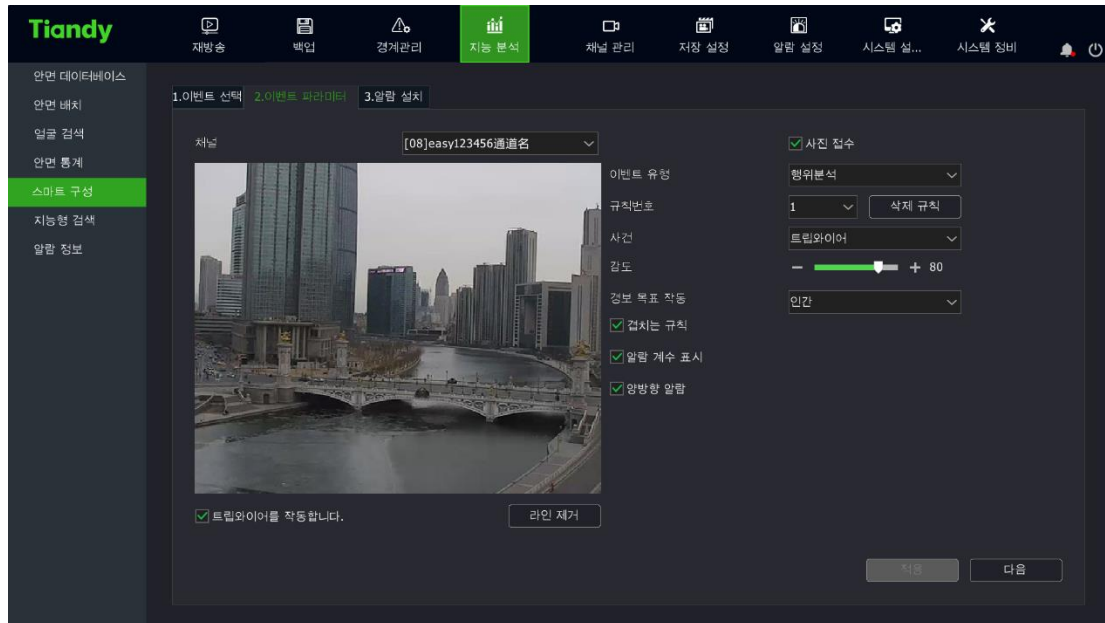 Tiandy
재방송
백업
경계관리
지능 분석
채널 관리
저장 설정
알람 설정
시스템 설...
시스템 정비
안면 데이터베이스
안면 배치
얼굴 검색
안면 통계
스마트 구성
지능형 검색
알람 정보
1.이벤트 선택 2.이벤트 파라미터 3.알람 설치
채널 [08]easy123456通道名
사진 접수
이벤트 유형 행위분석
규칙번호 1 삭제 규칙
사건 트립와이어
감도 80
경보 목표 작동 인간
겹치는 규칙
알람 계수 표시
양방향 알람
트립와이어를 작동합니다. 라인 제거
적용 다음